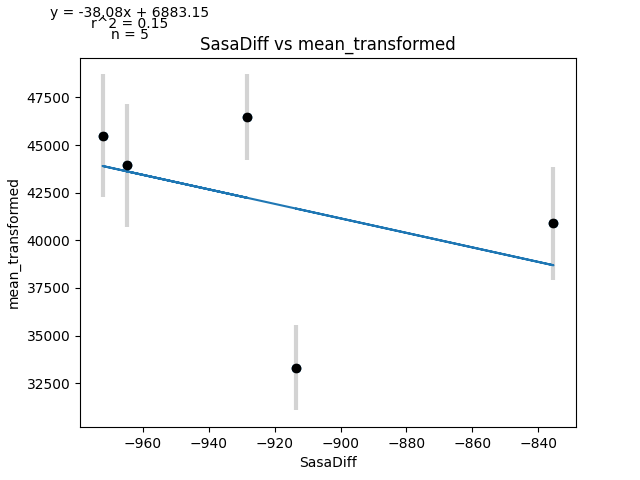 y = -38.08x + 6883.15
r^2 = 0.15
n = 5
SasaDiff vs mean_transformed
47500
45000
42500
40000
37500
35000
32500
mean_transformed
−960
−940
−920
−900
−880
−860
−840
SasaDiff